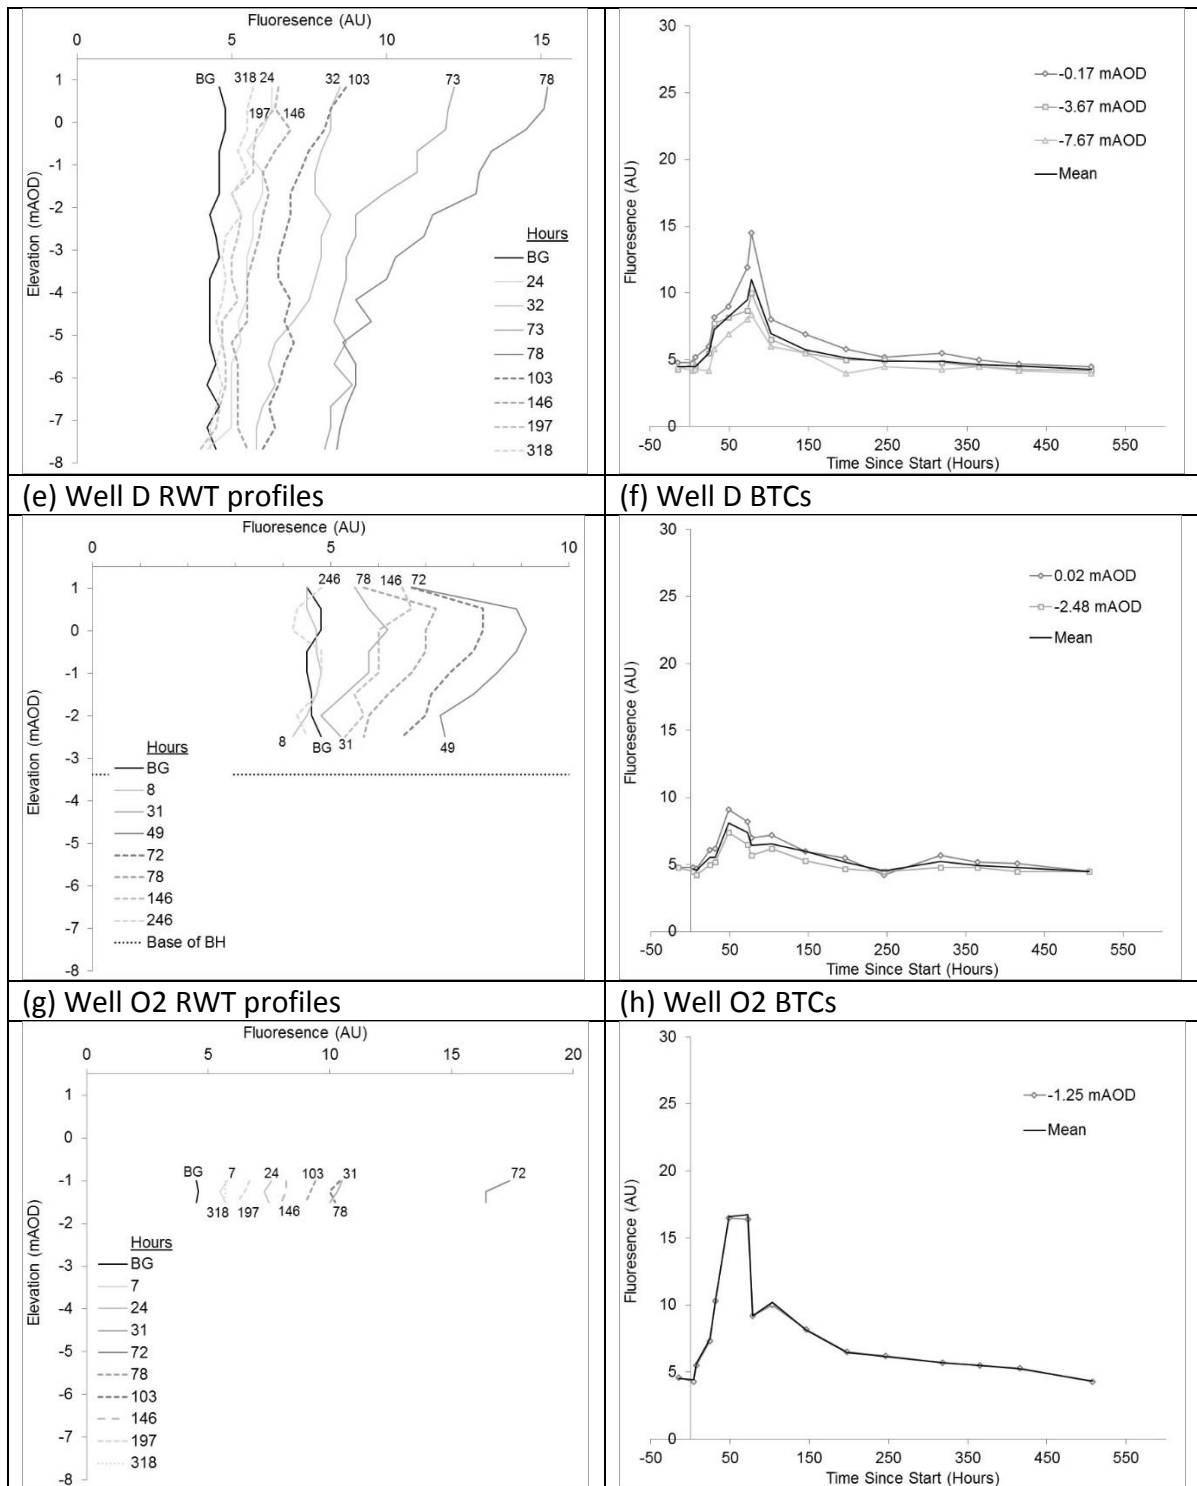 Fluoresence (AU)
0 5 10 15
BG 318 24 32 103 73 78
197 146
1
0
-1
-2
-3
-4
-5
-6
-7
-8
Elevation (mAOD)
Hours
BG
24
32
73
78
103
146
197
318
30
25
20
15
10
5
0
Fluoresence (AU)
-0.17 mAOD
-3.67 mAOD
-7.67 mAOD
Mean
-50 50 150 250 350 450 550
Time Since Start (Hours)
(e) Well D RWT profiles
(f) Well D BTCs
Fluoresence (AU)
0 5 10
246 78 146 72
1
0
-1
-2
-3
-4
-5
-6
-7
-8
Elevation (mAOD)
8 BG 31 49
Hours
BG
8
31
49
72
78
146
246
Base of BH
30
25
20
15
10
5
0
Fluoresence (AU)
0.02 mAOD
-2.48 mAOD
Mean
-50 50 150 250 350 450 550
Time Since Start (Hours)
(g) Well O2 RWT profiles
(h) Well O2 BTCs
Fluoresence (AU)
0 5 10 15 20
BG 7 24 103 31 72
318 197 146 78
1
0
-1
-2
-3
-4
-5
-6
-7
-8
Elevation (mAOD)
Hours
BG
7
24
31
72
78
103
146
197
318
30
25
20
15
10
5
0
Fluoresence (AU)
-1.25 mAOD
Mean
-50 50 150 250 350 450 550
Time Since Start (Hours)